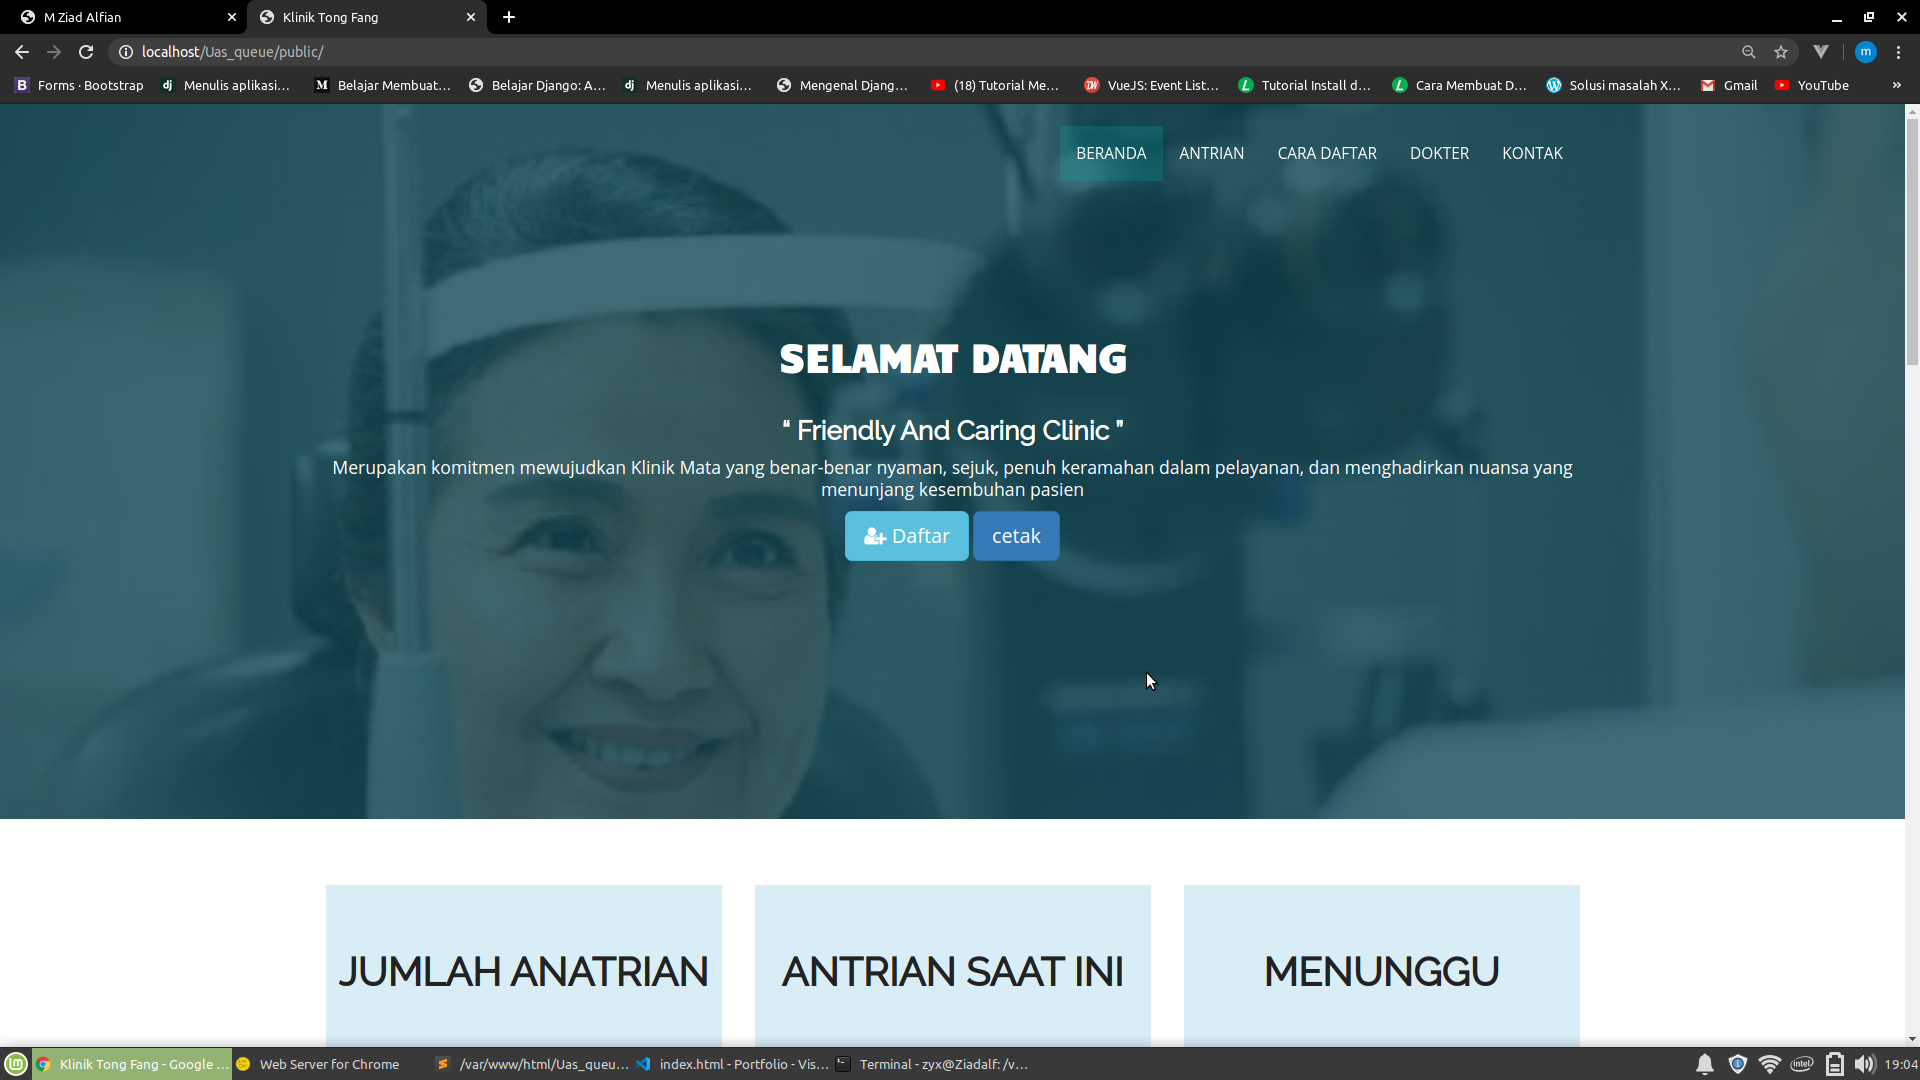 M Ziad Alfian
Klinik Tong Fang
localhost/Uas_queue/public/
m
Forms · Bootstrap
Menulis aplikasi...
Belajar Membuat...
Belajar Django: A...
Menulis aplikasi...
Mengenal Djang...
(18) Tutorial Me...
VueJS: Event List...
Tutorial Install d...
Cara Membuat D...
Solusi masalah X...
Gmail
YouTube
»
BERANDA
ANTRIAN
CARA DAFTAR
DOKTER
KONTAK
SELAMAT DATANG
“ Friendly And Caring Clinic ”
Merupakan komitmen mewujudkan Klinik Mata yang benar-benar nyaman, sejuk, penuh keramahan dalam pelayanan, dan menghadirkan nuansa yang
menunjang kesembuhan pasien
Daftar
cetak
JUMLAH ANATRIAN
ANTRIAN SAAT INI
MENUNGGU
Klinik Tong Fang - Google ...
Web Server for Chrome
/var/www/html/Uas_queu...
index.html - Portfolio - Vis...
Terminal - zyx@Ziadalf: /v...
intel
19:04